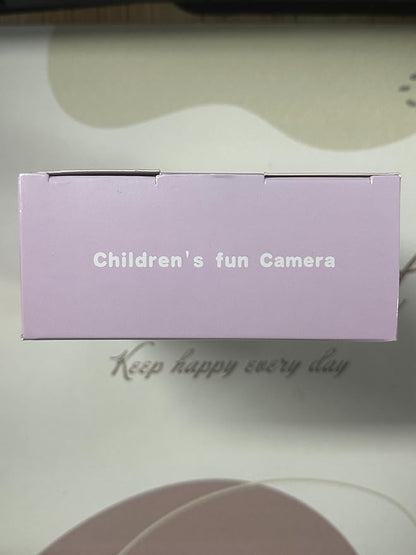 Children's fun Camera
Keep happy every day